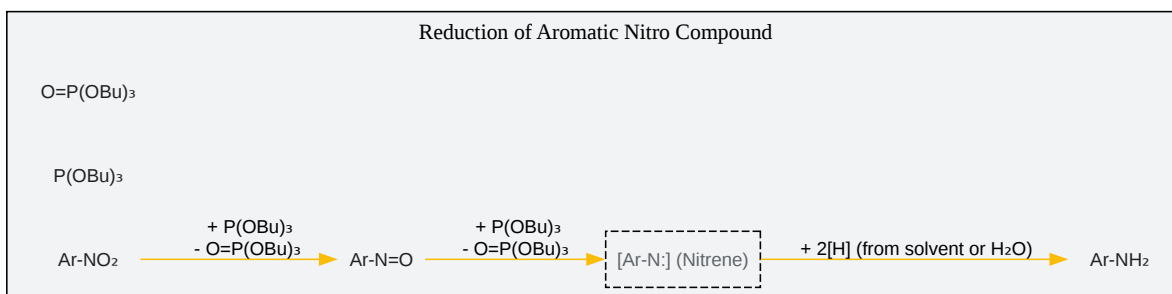 Reduction of Aromatic Nitro Compound
O=P(OBu)₃
P(OBu)₃
+ P(OBu)₃
- O=P(OBu)₃
+ P(OBu)₃
- O=P(OBu)₃
+ 2[H] (from solvent or H₂O)
Ar-NO₂
Ar-N=O
[Ar-N:] (Nitrene)
Ar-NH₂